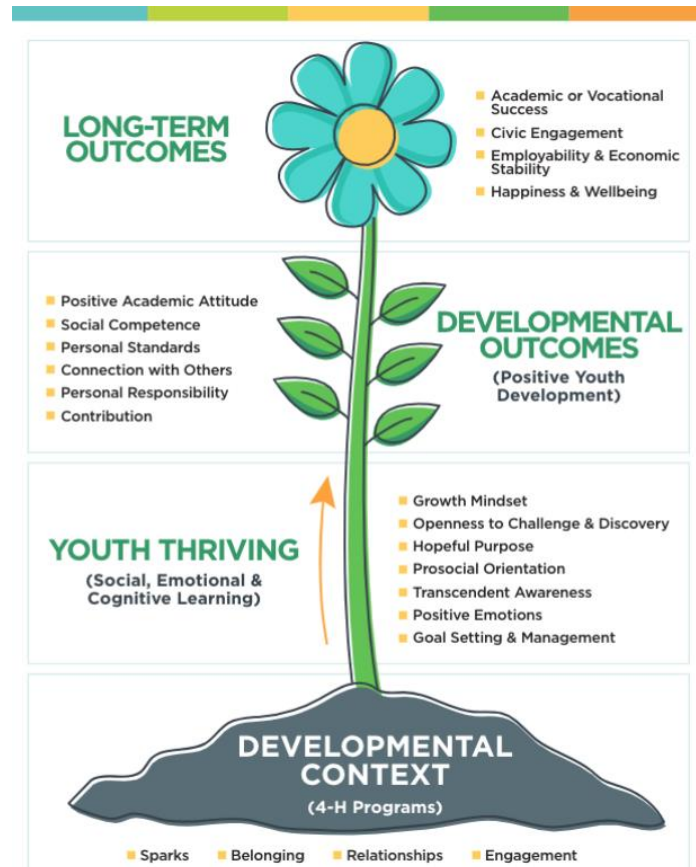 LONG-TERM
OUTCOMES
Academic or Vocational
Success
Civic Engagement
Employability & Economic
Stability
Happiness & Wellbeing
Positive Academic Attitude
Social Competence
Personal Standards
Connection with Others
Personal Responsibility
Contribution
DEVELOPMENTAL
OUTCOMES
(Positive Youth
Development)
YOUTH THRIVING
(Social, Emotional &
Cognitive Learning)
Growth Mindset
Openness to Challenge & Discovery
Hopeful Purpose
Prosocial Orientation
Transcendent Awareness
Positive Emotions
Goal Setting & Management
DEVELOPMENTAL
CONTEXT
(4-H Programs)
Sparks Belonging Relationships Engagement